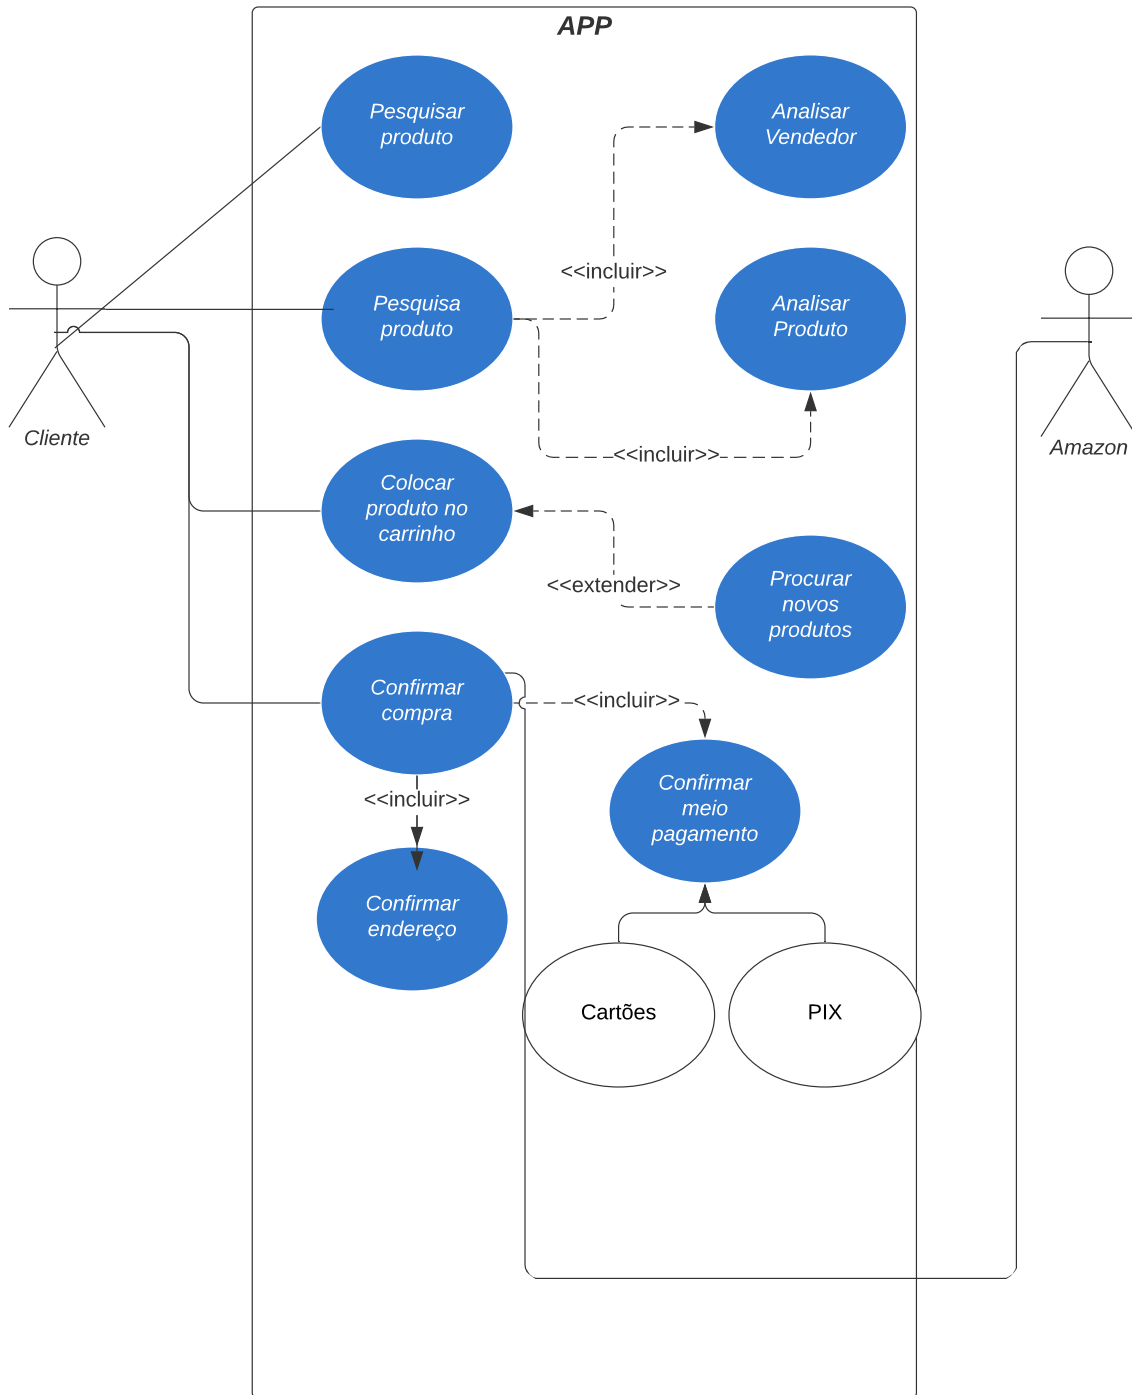 APP
Pesquisar
produto
Analisar
Vendedor
<<incluir>>
Pesquisa
produto
Analisar
Produto
Cliente
Amazon
<<incluir>>
Colocar
produto no
carrinho
<<extender>>
Procurar
novos
produtos
Confirmar
compra
<<incluir>>
<<incluir>>
Confirmar
meio
pagamento
Confirmar
endereço
Cartões
PIX